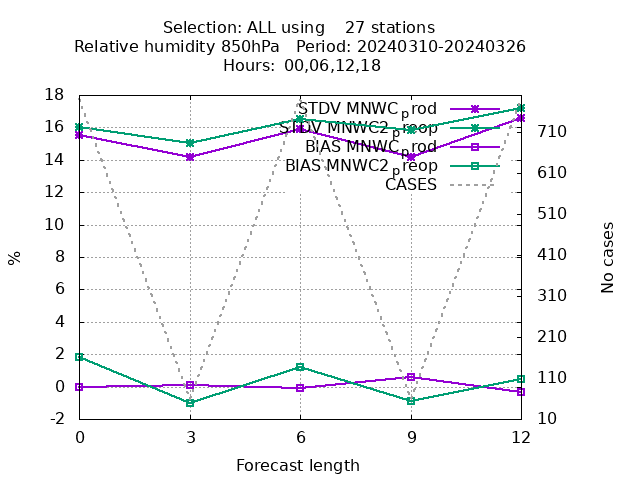 Selection: ALL using 27 stations
Relative humidity 850hPa Period: 20240310-20240326
Hours: 00,06,12,18
STDV MNWC_prod
STDV MNWC2_preop
BIAS MNWC_prod
BIAS MNWC2_preop
CASES
18
16
14
12
10
8
6
4
2
0
-2
%
710
610
510
410
310
210
110
10
No cases
0 3 6 9 12
Forecast length